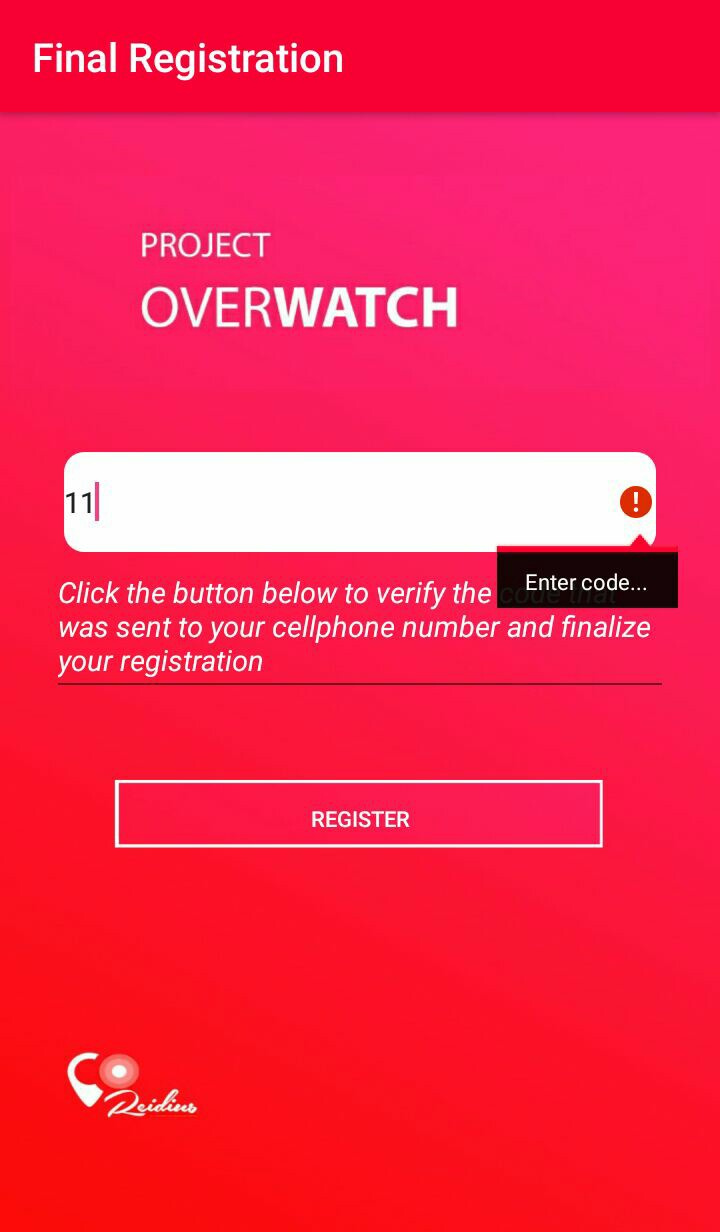 Final Registration
PROJECT
OVERWATCH
11
!
Enter code...
Click the button below to verify the code that
was sent to your cellphone number and finalize
your registration
REGISTER
Reidius